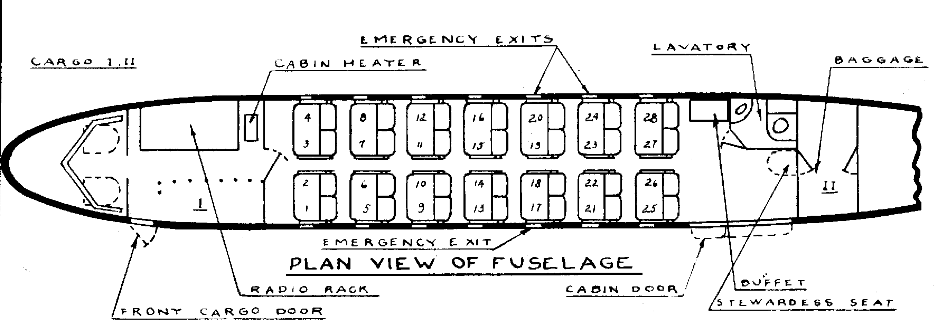 EMERGENCY EXITS
LAVATORY
CARGO I.II
CABIN HEATER
BAGGAGE
4 8 12 16 20 24 28
3 7 11 15 19 23 27
2 6 10 14 18 22 26
1 5 9 13 17 21 25
I
II
EMERGENCY EXIT
PLAN VIEW OF FUSELAGE
RADIO RACK
CABIN DOOR
BUFFET
STEWARDESS SEAT
FRONT CARGO DOOR